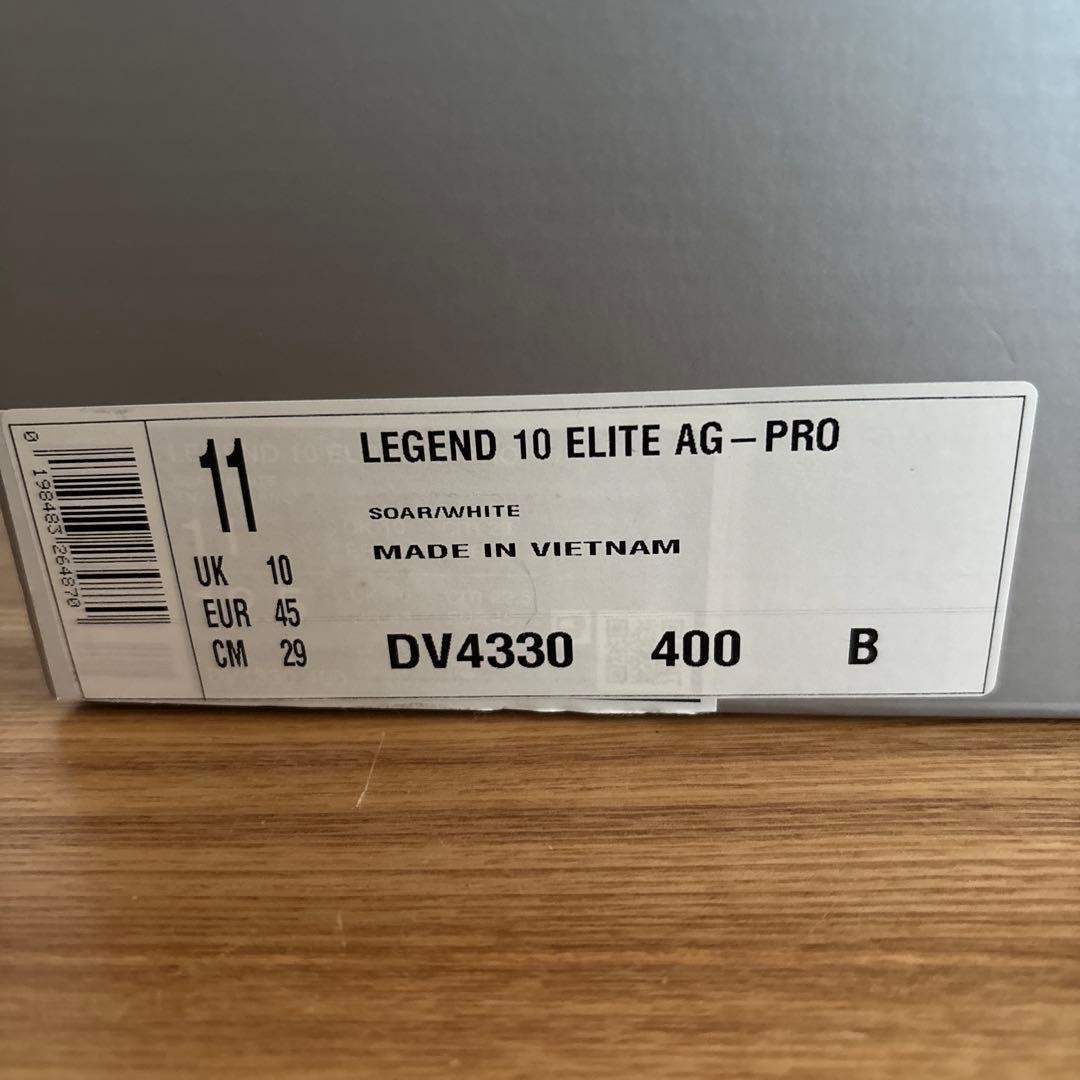 0 198483 264870
11
UK 10
EUR 45
CM 29
LEGEND 10 ELITE AG-PRO
SOAR/WHITE
MADE IN VIETNAM
DV4330 400 B